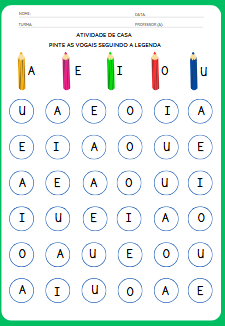 NOME: DATA:
TURMA: PROFESSOR (A):
ATIVIDADE DE CASA
PINTE AS VOGAIS SEGUINDO A LEGENDA
A E I O U
U A E O I A
E I A O U E
A E A O U I
I U E I A O
O A U E O U
A I U O A E